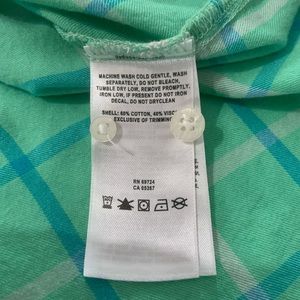 MACHINE WASH COLD GENTLE, WASH
SEPARATELY, DO NOT BLEACH,
TUMBLE DRY LOW, REMOVE PROMPTLY,
IRON LOW, IF PRESENT DO NOT IRON
DECAL, DO NOT DRYCLEAN
SHELL: 60% COTTON, 40% VISC
EXCLUSIVE OF TRIMMING
RN 69724
CA 05367